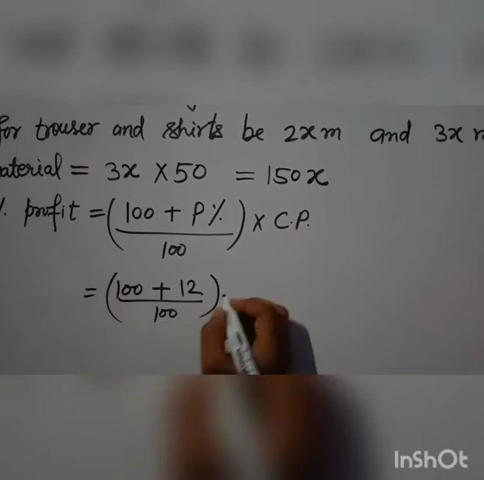 for trouser and shirts be 2x m and 3x m
aterial = 3x × 50 = 150x
% profit = (100 + P% / 100) × C.P.
= (100 + 12 / 100)
InShOt